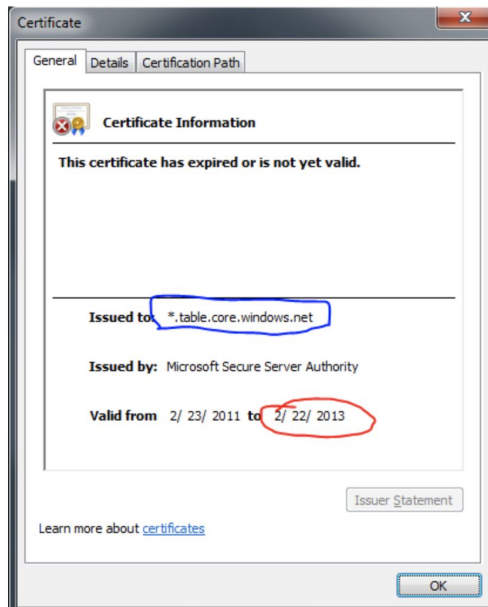 Certificate
General Details Certification Path
Certificate Information
This certificate has expired or is not yet valid.
Issued to: *.table.core.windows.net
Issued by: Microsoft Secure Server Authority
Valid from 2/ 23/ 2011 to 2/ 22/ 2013
Issuer Statement
Learn more about certificates
OK